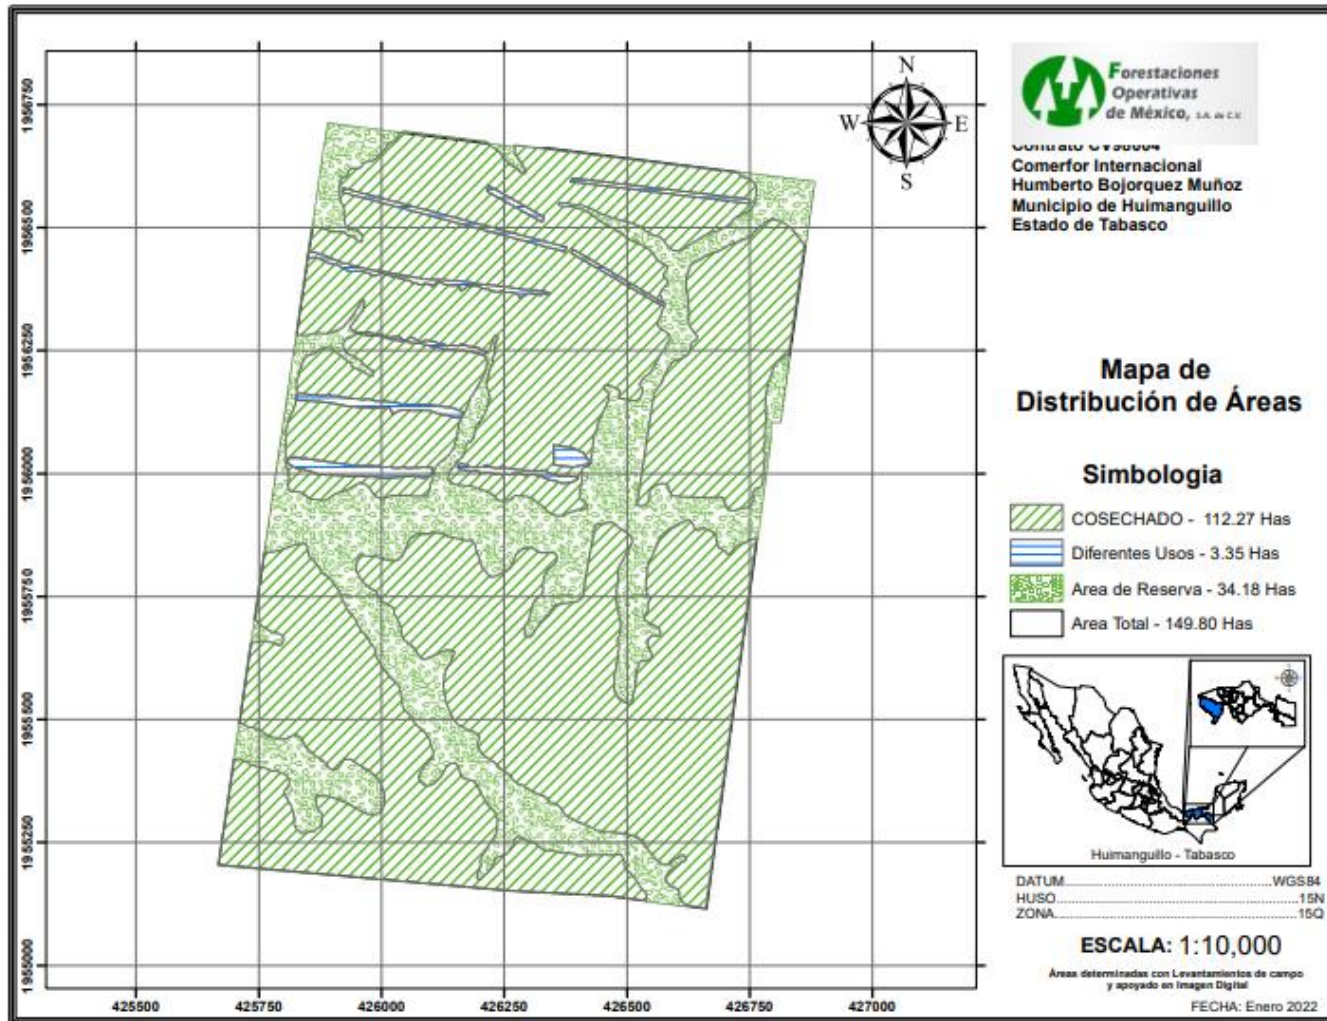 N
W
E
S
Forestaciones
Operativas
de México, S.A. de C.V.
Comerfor Internacional
Humberto Bojorquez Muñoz
Municipio de Huimanguillo
Estado de Tabasco
Mapa de
Distribución de Áreas
Simbologia
COSECHADO - 112.27 Has
Diferentes Usos - 3.35 Has
Area de Reserva - 34.18 Has
Area Total - 149.80 Has
Huimanguillo - Tabasco
DATUM WGS84
HUSO 15N
ZONA 15Q
ESCALA: 1:10,000
Áreas determinadas con Levantamientos de campo
y apoyado en Imagen Digital
FECHA: Enero 2022
1956750
1956500
1956250
1956000
1955750
1955500
1955250
1955000
425500 425750 426000 426250 426500 426750 427000